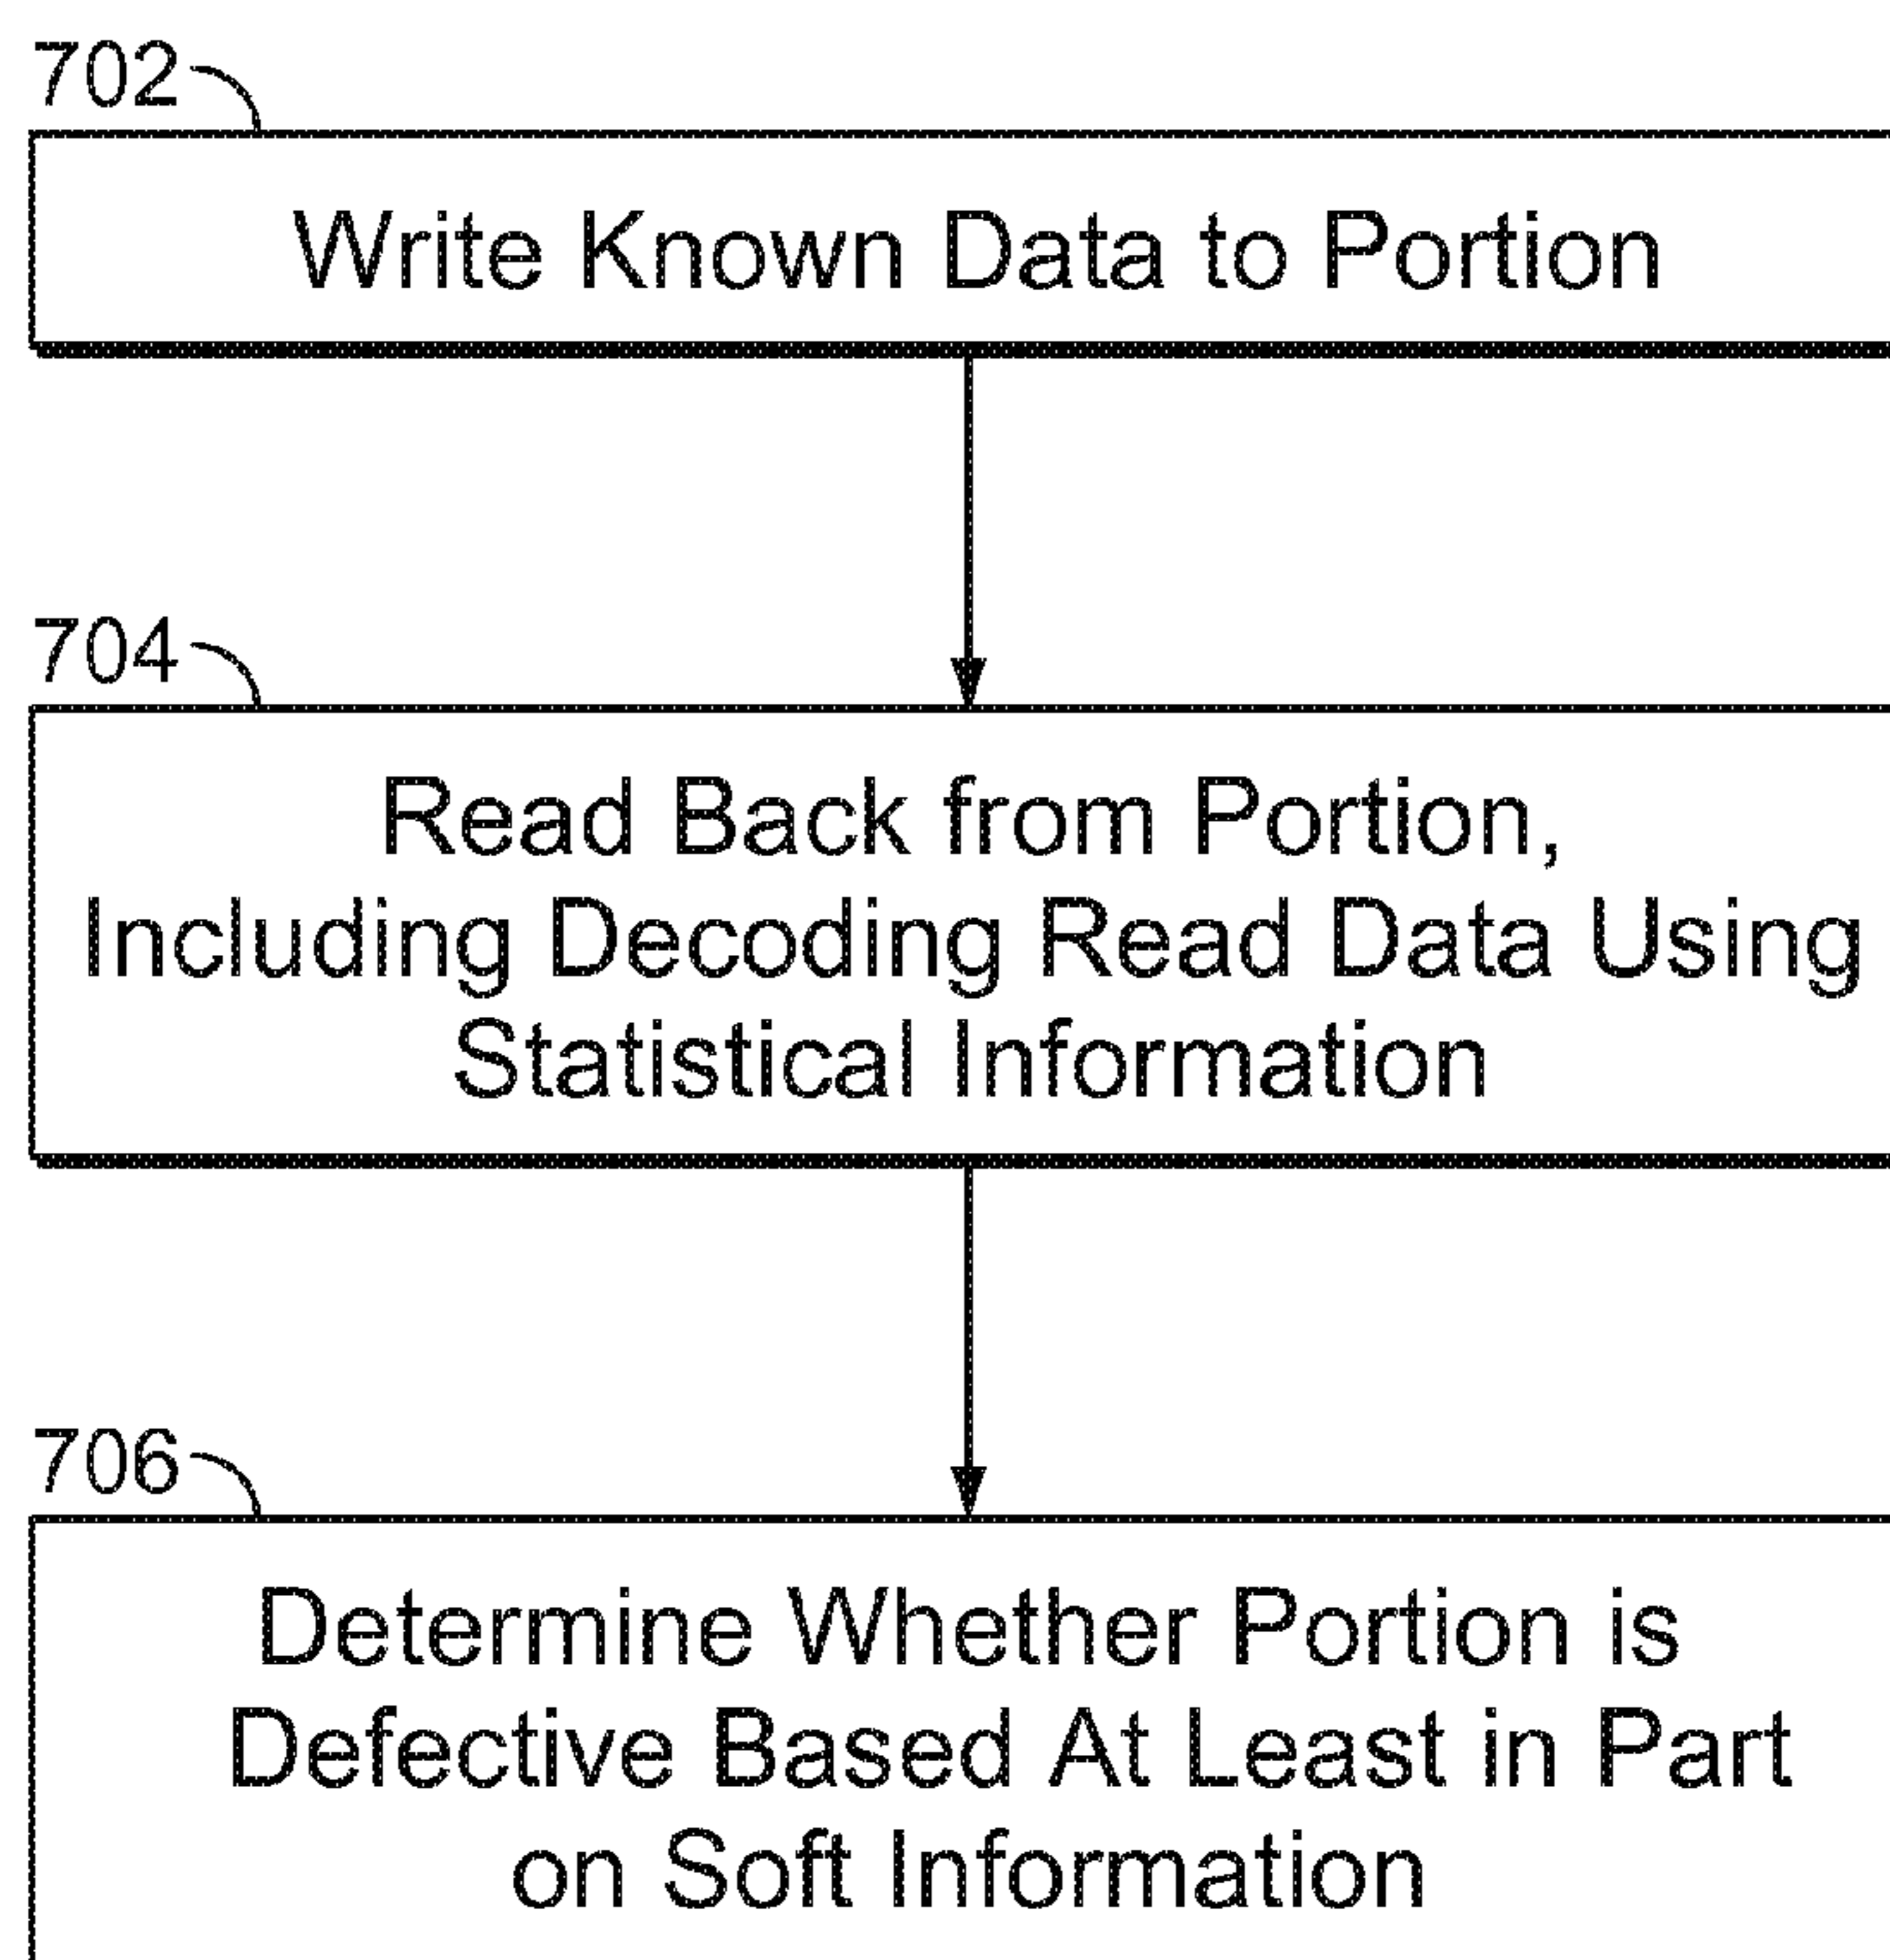 702
Write Known Data to Portion
704
Read Back from Portion,
Including Decoding Read Data Using
Statistical Information
706
Determine Whether Portion is
Defective Based At Least in Part
on Soft Information